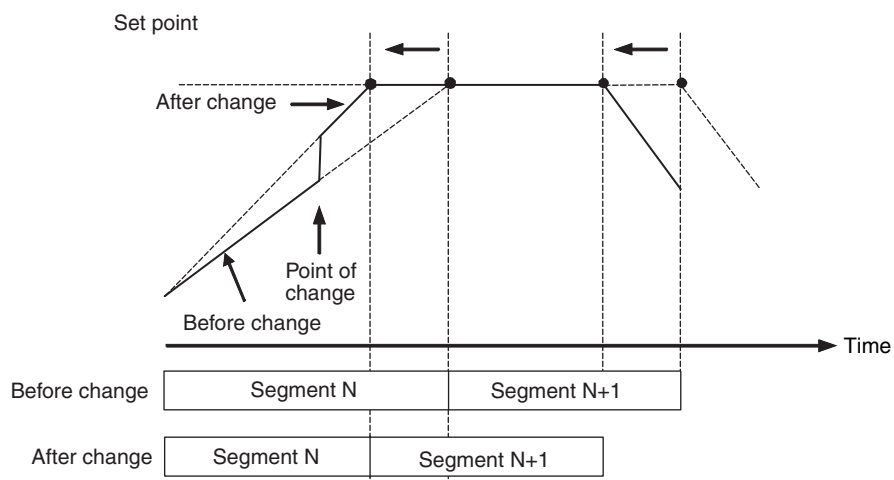 Set point
After change
Point of
change
Before change
Time
Before change
Segment N
Segment N+1
After change
Segment N
Segment N+1